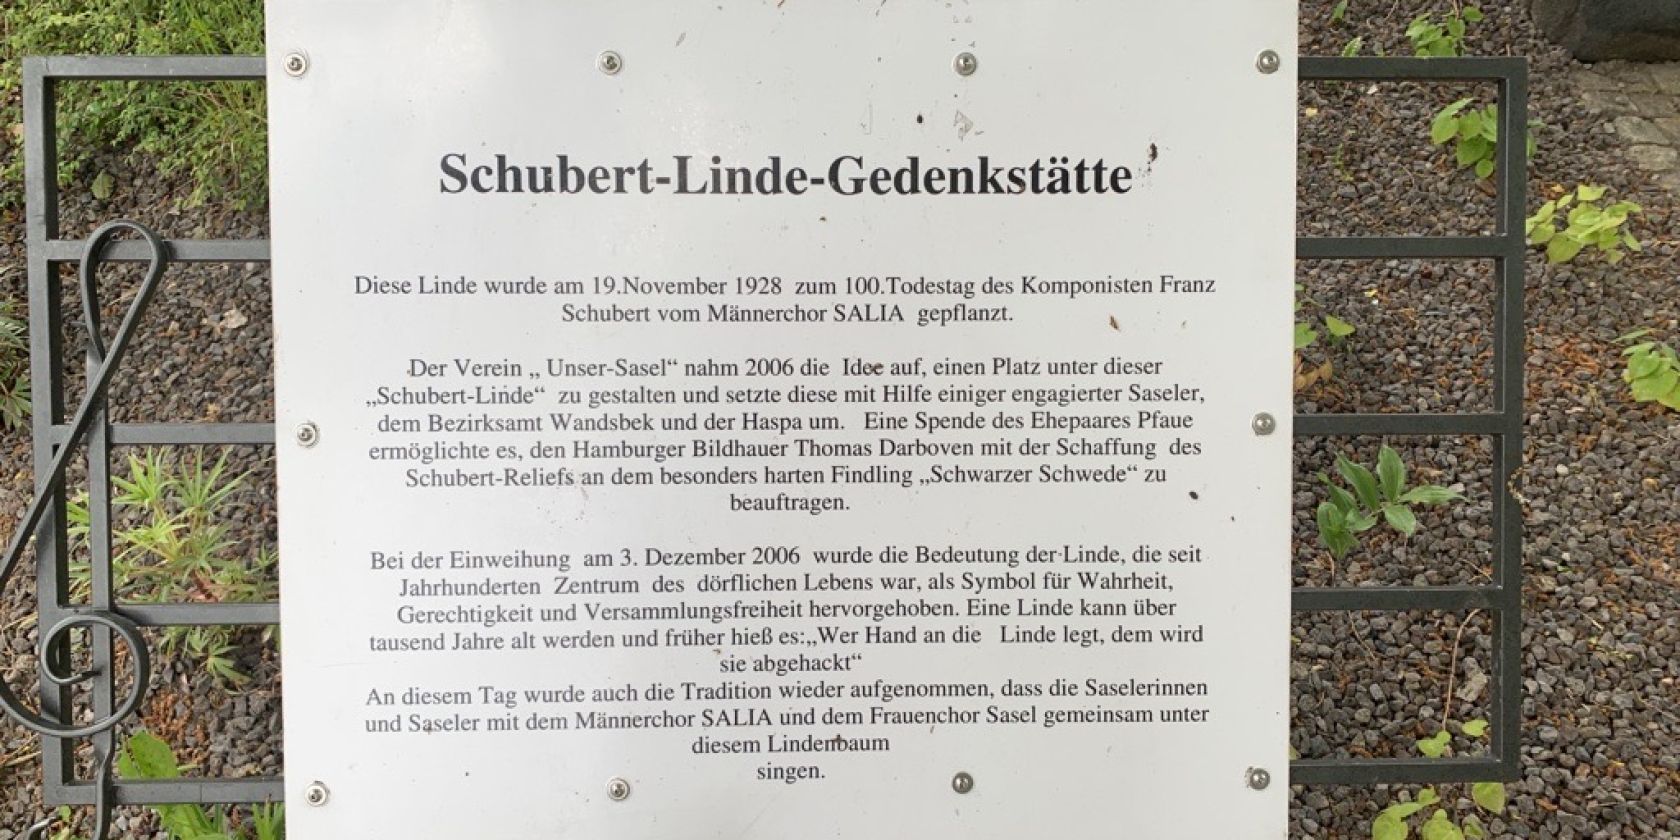 Schubert-Linde-Gedenkstätte
Diese Linde wurde am 19.November 1928 zum 100.Todestag des Komponisten Franz
Schubert vom Männerchor SALIA gepflanzt.
Der Verein „ Unser-Sasel“ nahm 2006 die Idee auf, einen Platz unter dieser
„Schubert-Linde“ zu gestalten und setzte diese mit Hilfe einiger engagierter Saseler,
dem Bezirksamt Wandsbek und der Haspa um. Eine Spende des Ehepaares Pfaue
ermöglichte es, den Hamburger Bildhauer Thomas Darboven mit der Schaffung des
Schubert-Reliefs an dem besonders harten Findling „Schwarzer Schwede“ zu
beauftragen.
Bei der Einweihung am 3. Dezember 2006 wurde die Bedeutung der Linde, die seit
Jahrhunderten Zentrum des dörflichen Lebens war, als Symbol für Wahrheit,
Gerechtigkeit und Versammlungsfreiheit hervorgehoben. Eine Linde kann über
tausend Jahre alt werden und früher hieß es:„Wer Hand an die Linde legt, dem wird
sie abgehackt“
An diesem Tag wurde auch die Tradition wieder aufgenommen, dass die Saselerinnen
und Saseler mit dem Männerchor SALIA und dem Frauenchor Sasel gemeinsam unter
diesem Lindenbaum
singen.